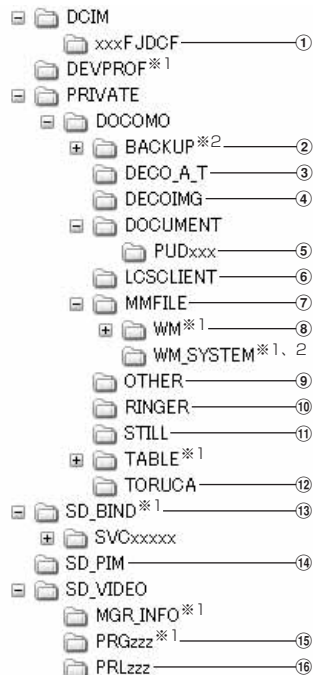 DCIM
xxxFJDCF ①
DEVPROF※1
PRIVATE
DOCOMO
BACKUP※2 ②
DECO_A_T ③
DECOIMG ④
DOCUMENT
PUDxxx ⑤
LCSCLIENT ⑥
MMFILE ⑦
WM※1 ⑧
WM_SYSTEM※1、2
OTHER ⑨
RINGER ⑩
STILL ⑪
TABLE※1
TORUCA ⑫
SD_BIND※1 ⑬
SVCxxxxx
SD_PIM ⑭
SD_VIDEO
MGR_INFO※1
PRGzzz※1 ⑮
PRLzzz ⑯